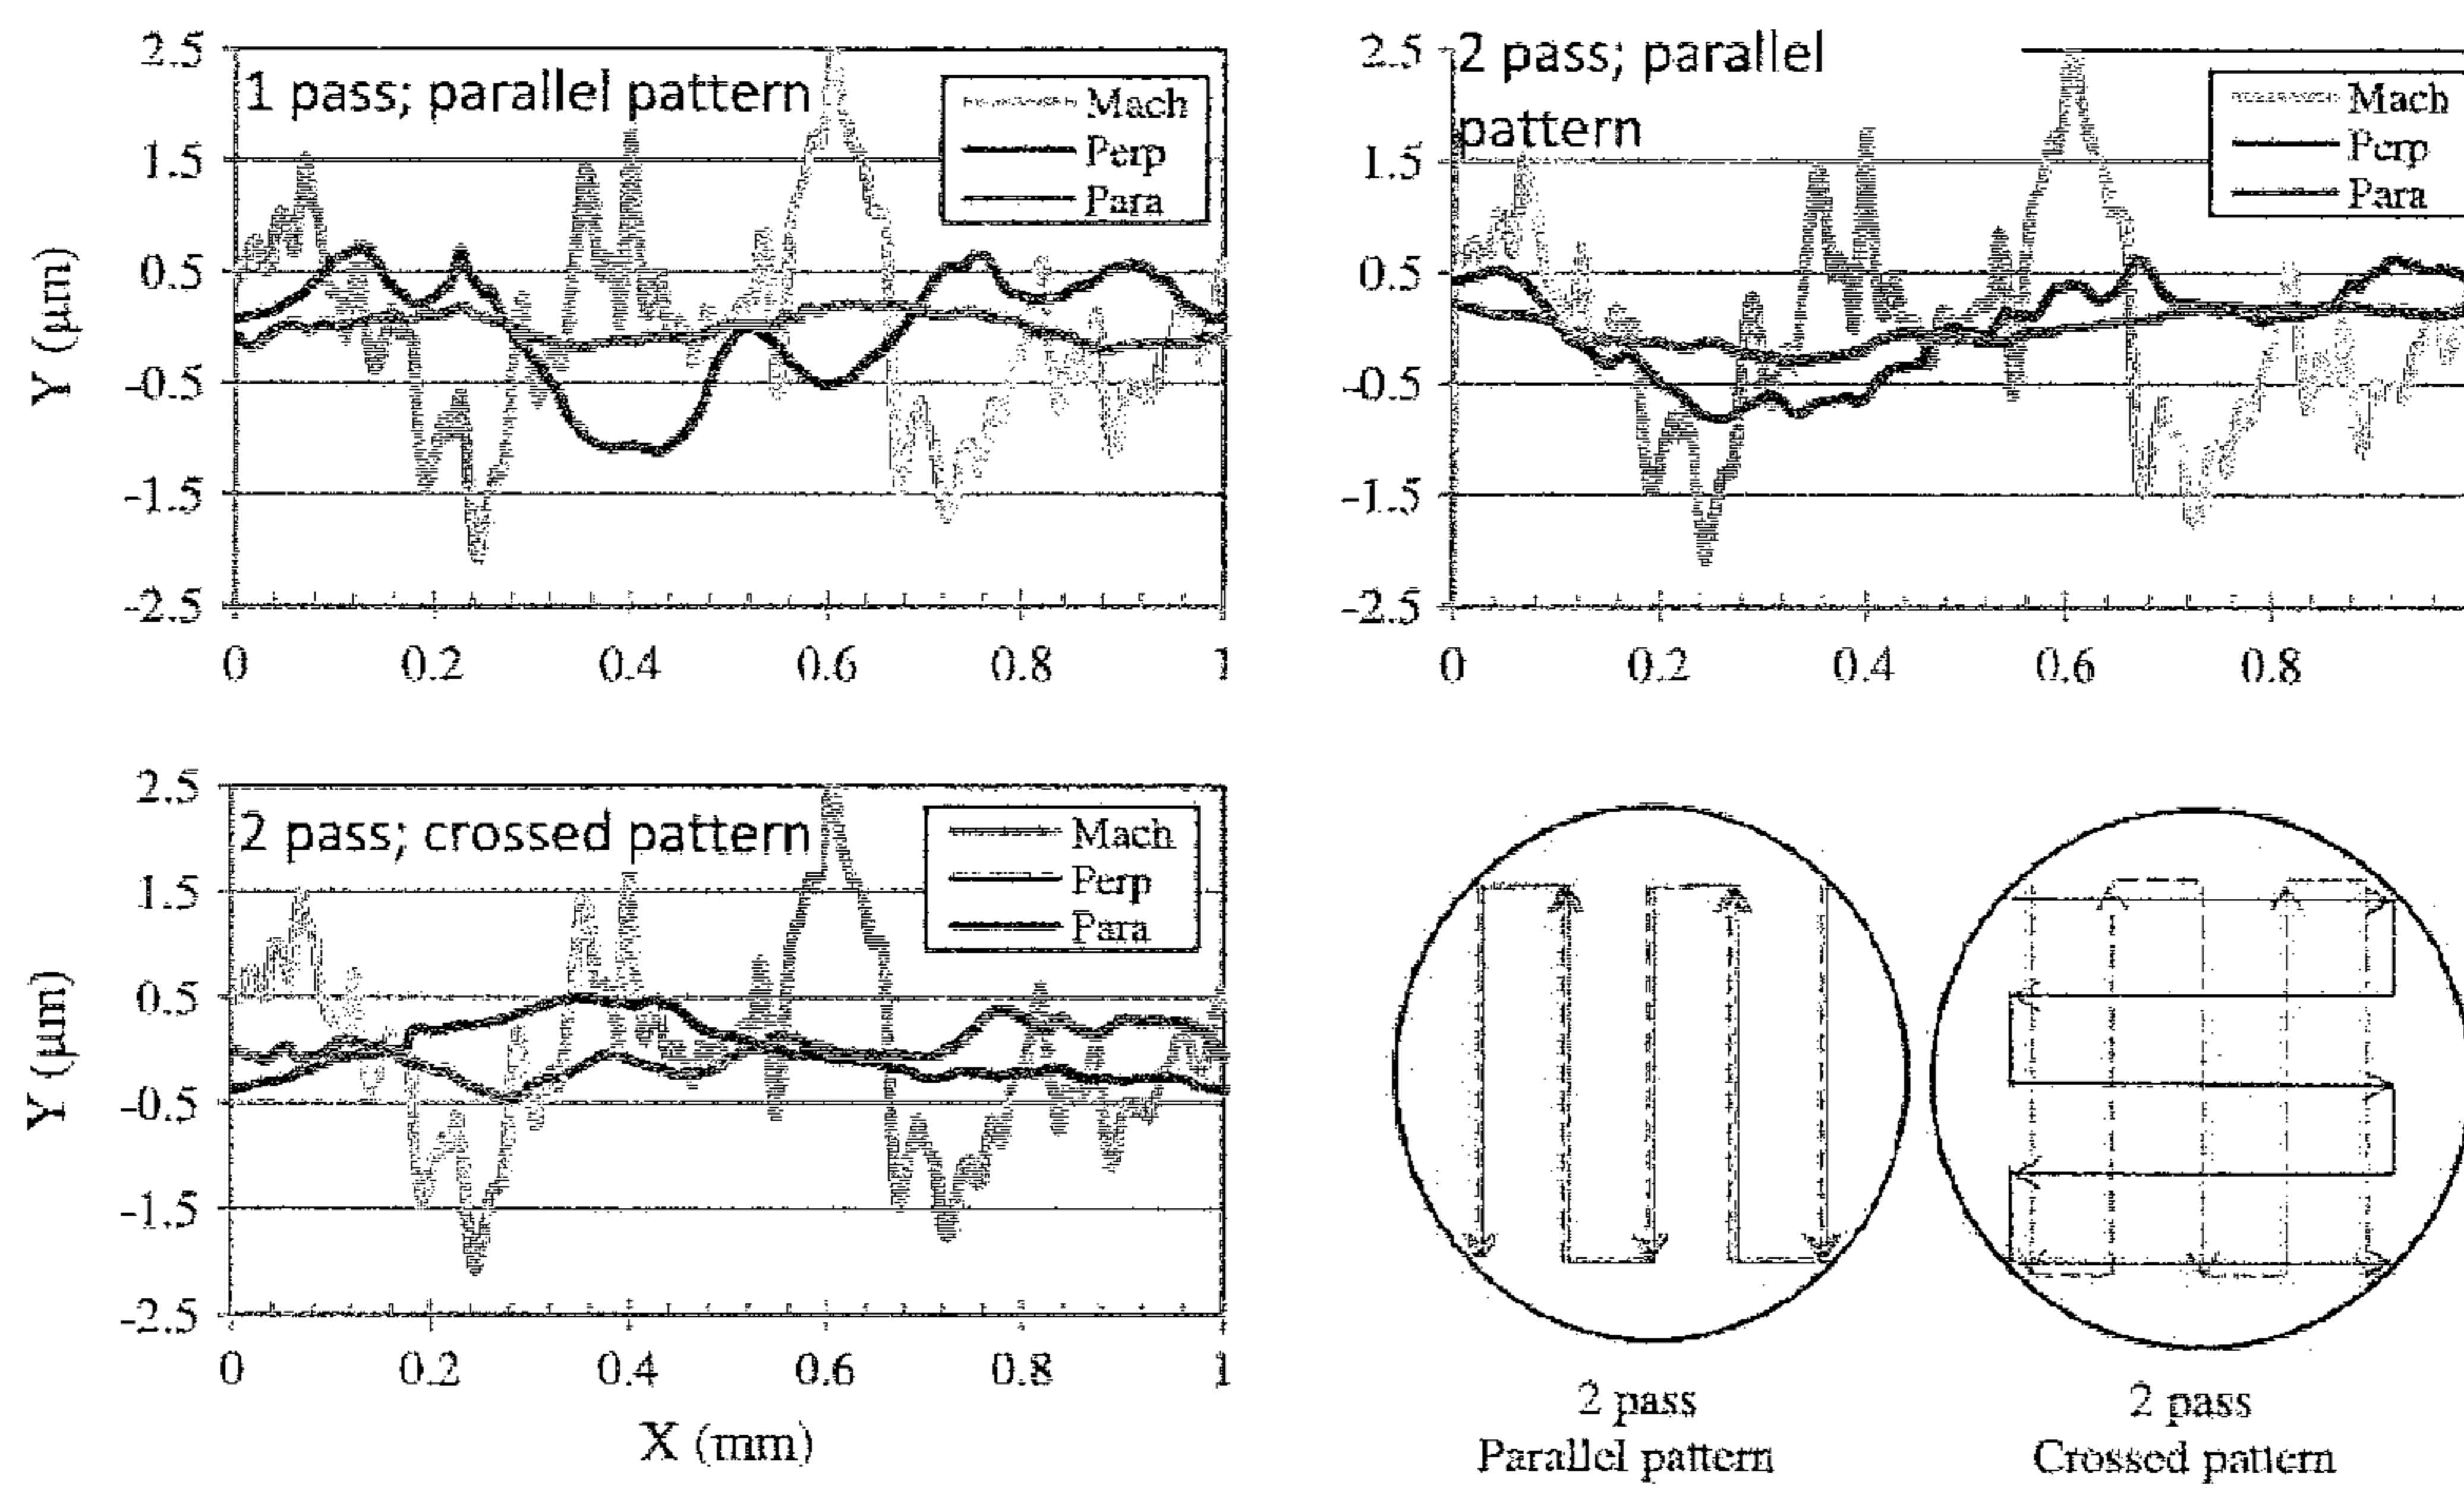 2.5
1 pass; parallel pattern
Mach
Perp
Para
1.5
0.5
-0.5
-1.5
-2.5
Y (µm)
0 0.2 0.4 0.6 0.8 1
2.5
2 pass; parallel
pattern
Mach
Perp
Para
1.5
0.5
-0.5
-1.5
-2.5
0 0.2 0.4 0.6 0.8
2.5
2 pass; crossed pattern
Mach
Perp
Para
1.5
0.5
-0.5
-1.5
-2.5
Y (µm)
0 0.2 0.4 0.6 0.8 1
X (mm)
2 pass
Parallel pattern
2 pass
Crossed pattern